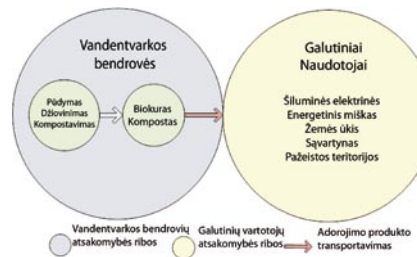 Vandentvarkos
bendrovės
Pūdymas
Džiovinimas
Kompostavimas
Biokuras
Kompostas
Galutiniai
Naudotojai
Šiluminės elektrinės
Energetinis miškas
Žemės ūkis
Sąvartynas
Pažeistos teritorijos
Vandentvarkos bendrovių
atsakomybės ribos
Galutinių vartotojų
atsakomybės ribos
Adorojimo produkto
transportavimas